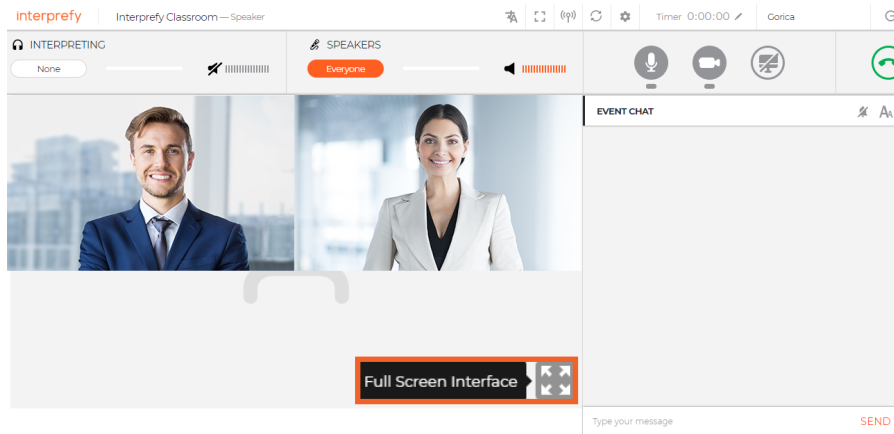 interprefy Interprefy Classroom — Speaker Timer 0:00:00 Gorica
INTERPRETING SPEAKERS
None Everyone
EVENT CHAT
Full Screen Interface
Type your message SEND